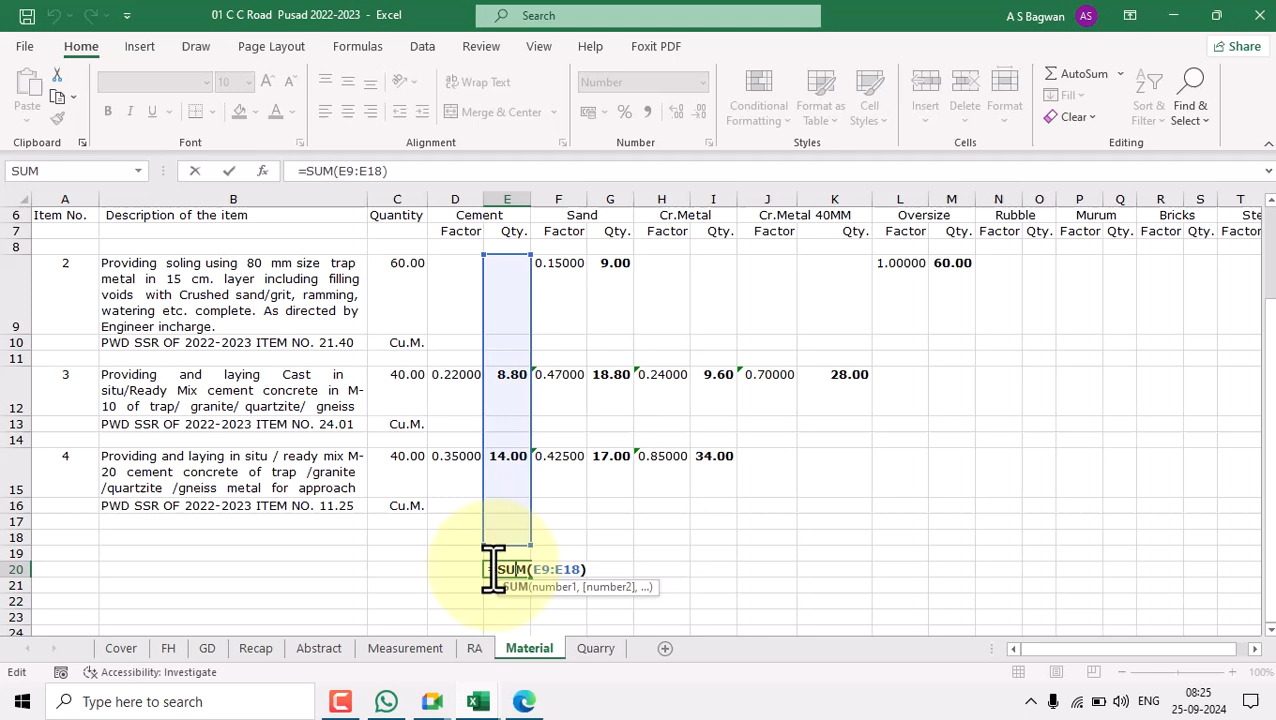 01 C C Road Pusad 2022-2023 - Excel
Search
A S Bagwan
AS
File Home Insert Draw Page Layout Formulas Data Review View Help Foxit PDF
Share
Paste
10
Wrap Text
Merge & Center
Number
Conditional Formatting
Format as Table
Cell Styles
Insert
Delete
Format
AutoSum
Fill
Clear
Sort & Filter
Find & Select
Clipboard Font Alignment Number Styles Cells Editing
SUM
=SUM(E9:E18)
A B C D E F G H I J K L M N O P Q R S T
6 Item No. Description of the item Quantity Cement Sand Cr.Metal Cr.Metal 40MM Oversize Rubble Murum Bricks Ste
7 Factor Qty. Factor Qty. Factor Qty. Factor Qty. Factor Qty. Factor Qty. Factor Qty. Factor Qty. Factor
8
2 Providing soling using 80 mm size trap 60.00 0.15000 9.00 1.00000 60.00
metal in 15 cm. layer including filling
voids with Crushed sand/grit, ramming,
watering etc. complete. As directed by
9 Engineer incharge.
10 PWD SSR OF 2022-2023 ITEM NO. 21.40 Cu.M.
11
3 Providing and laying Cast in 40.00 0.22000 8.80 0.47000 18.80 0.24000 9.60 0.70000 28.00
situ/Ready Mix cement concrete in M-
12 10 of trap/ granite/ quartzite/ gneiss
13 PWD SSR OF 2022-2023 ITEM NO. 24.01 Cu.M.
14
4 Providing and laying in situ / ready mix M- 40.00 0.35000 14.00 0.42500 17.00 0.85000 34.00
20 cement concrete of trap /granite
15 /quartzite /gneiss metal for approach
16 PWD SSR OF 2022-2023 ITEM NO. 11.25 Cu.M.
17
18
19
20 =SUM(E9:E18)
21 SUM(number1, [number2], ...)
22
23
24
Cover FH GD Recap Abstract Measurement RA Material Quarry
Edit Accessibility: Investigate 100%
Type here to search
ENG
08:25
25-09-2024